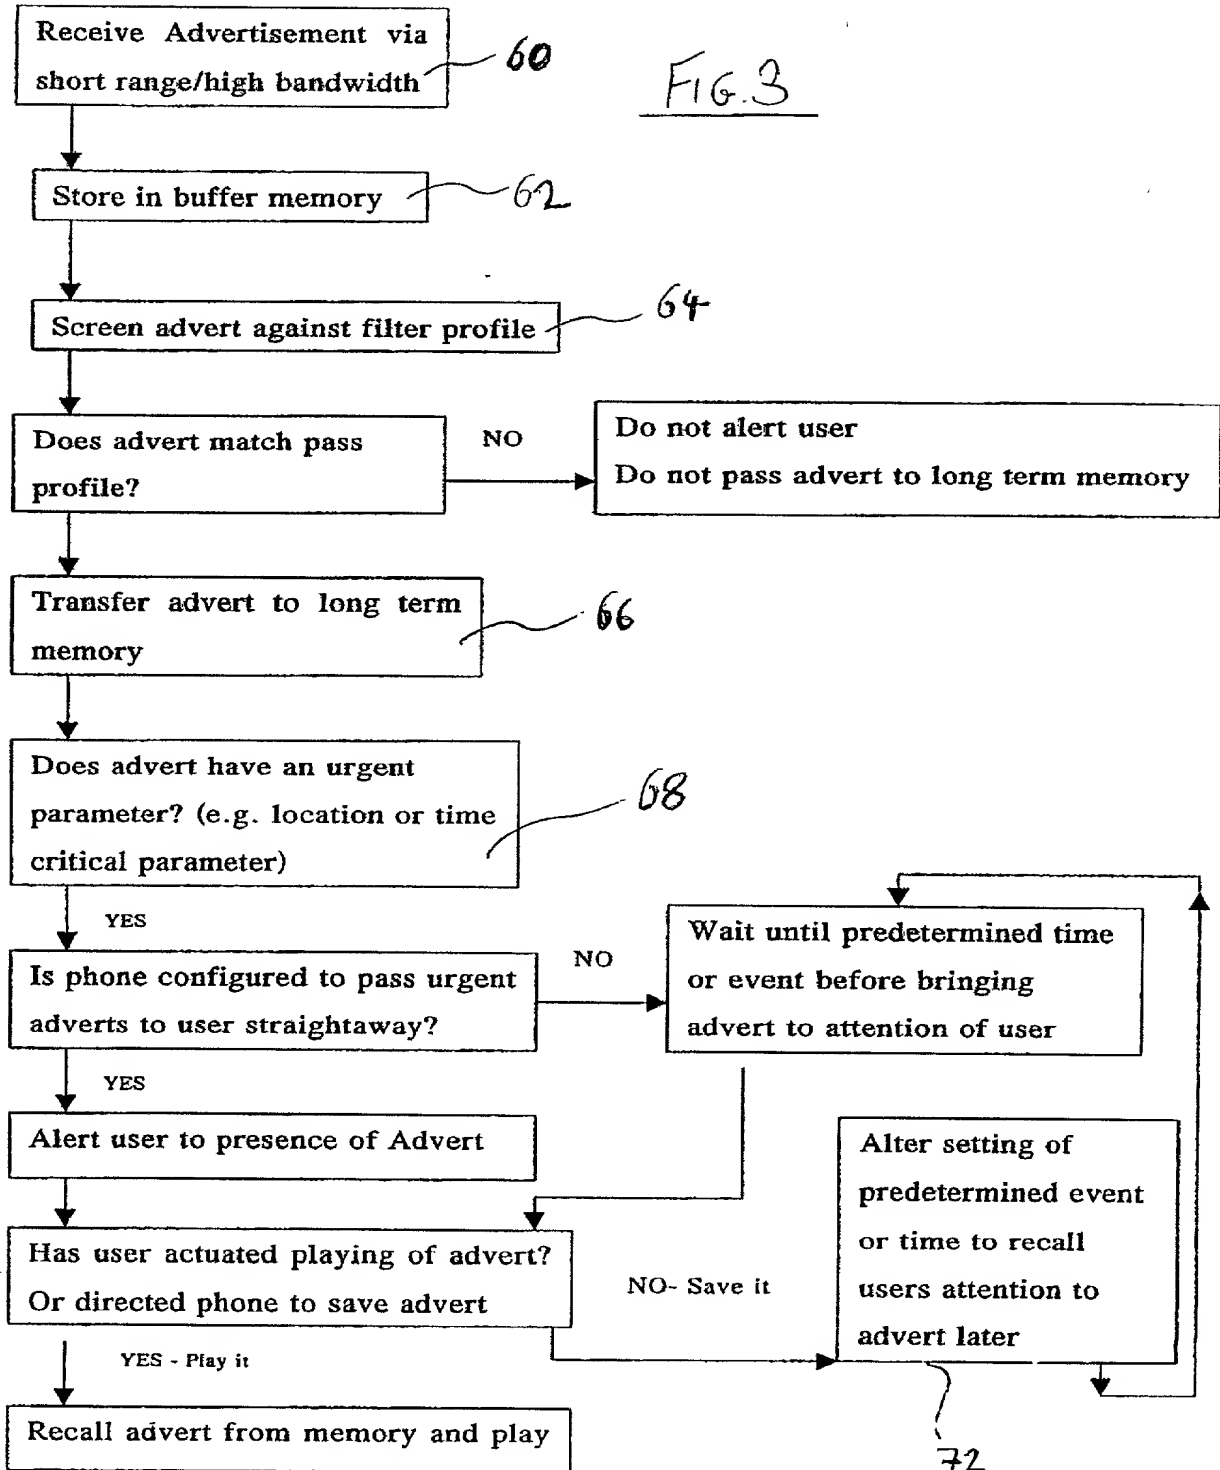 Receive Advertisement via
short range/high bandwidth
60
FIG.3
Store in buffer memory
62
Screen advert against filter profile
64
Does advert match pass
profile?
NO
Do not alert user
Do not pass advert to long term memory
Transfer advert to long term
memory
66
Does advert have an urgent
parameter? (e.g. location or time
critical parameter)
68
YES
Is phone configured to pass urgent
adverts to user straightaway?
NO
Wait until predetermined time
or event before bringing
advert to attention of user
YES
Alert user to presence of Advert
Has user actuated playing of advert?
Or directed phone to save advert
NO- Save it
Alter setting of
predetermined event
or time to recall
users attention to
advert later
72
YES - Play it
Recall advert from memory and play